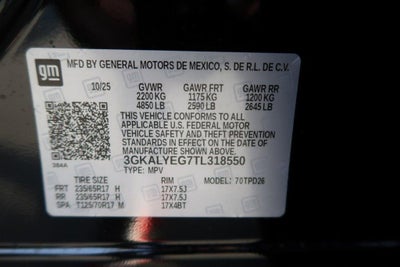 gm
MFD BY GENERAL MOTORS DE MEXICO, S. DE R.L. DE C.V.
10/25 GVWR GAWR FRT GAWR RR
2200 KG 1175 KG 1200 KG
4850 LB 2590 LB 2645 LB
THIS VEHICLE CONFORMS TO ALL
APPLICABLE U.S. FEDERAL MOTOR
VEHICLE SAFETY STANDARDS IN
EFFECT ON THE DATE OF
MANUFACTURE SHOWN ABOVE.
3GKALYEG7TL318550
TYPE: MPV
TIRE SIZE RIM MODEL: 70TPD26
FRT 235/65R17 H 17X7.5J
RR 235/65R17 H 17X7.5J
SPA T125/70R17 M 17X4BT